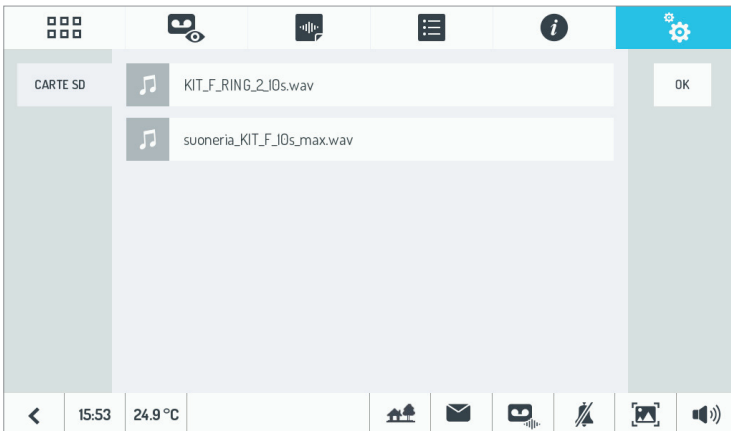 CARTE SD
KIT_F_RING_2_10s.wav
OK
suoneria_KIT_F_10s_max.wav
15:53
24.9 °C